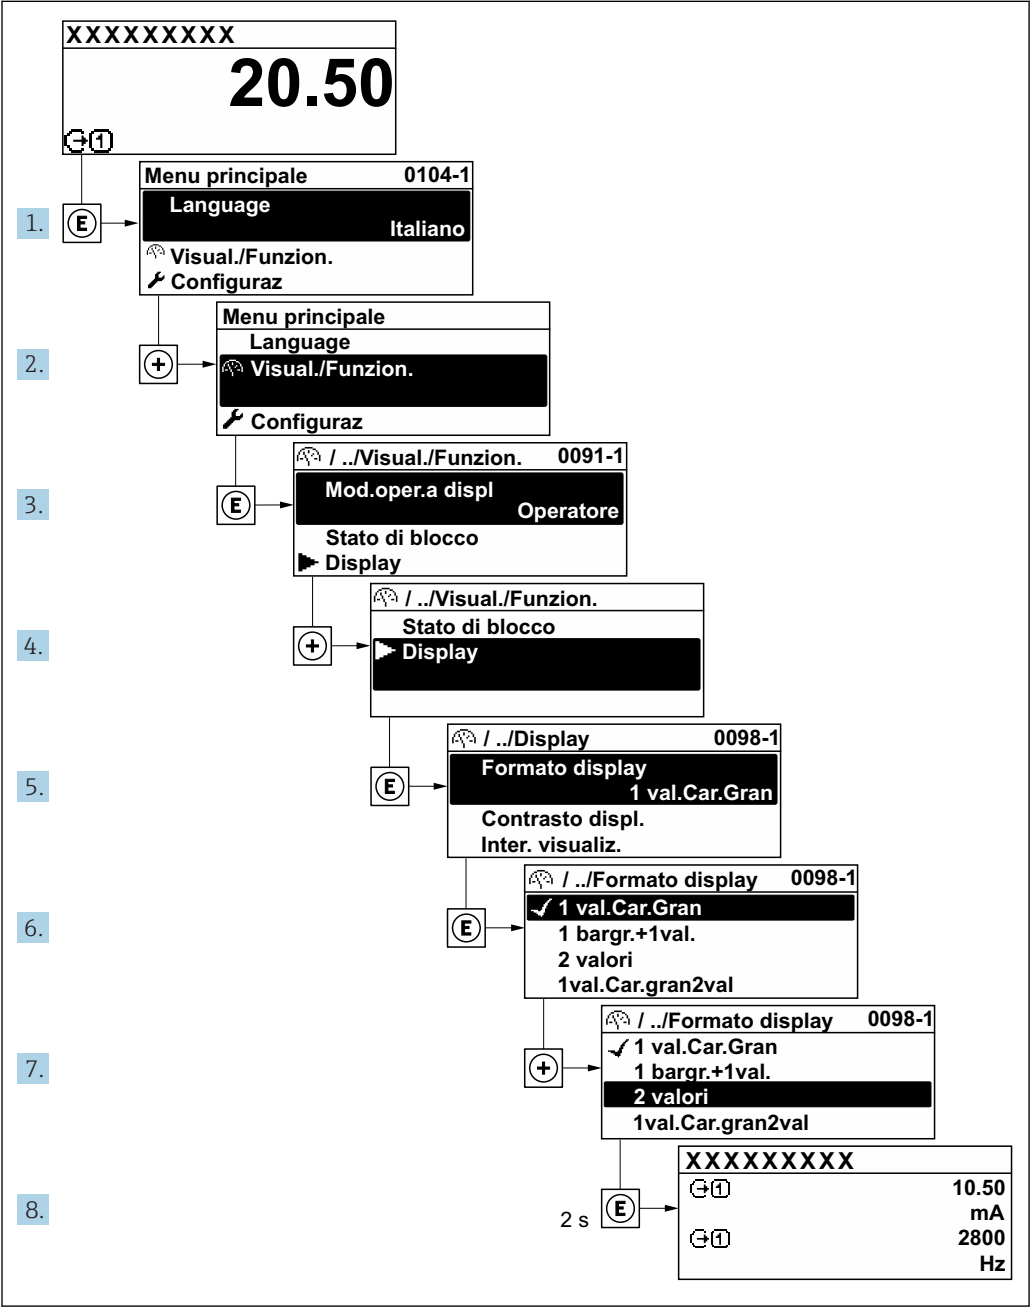 XXXXXXXXX
20.50
1
Menu principale 0104-1
Language
Italiano
Visual./Funzion.
Configuraz
1. E
Menu principale
Language
Visual./Funzion.
Configuraz
2. +
/ ../Visual./Funzion. 0091-1
Mod.oper.a displ
Operatore
Stato di blocco
Display
3. E
/ ../Visual./Funzion.
Stato di blocco
Display
4. +
/ ../Display 0098-1
Formato display
1 val.Car.Gran
Contrasto displ.
Inter. visualiz.
5. E
/ ../Formato display 0098-1
1 val.Car.Gran
1 bargr.+1val.
2 valori
1val.Car.gran2val
6. E
/ ../Formato display 0098-1
1 val.Car.Gran
1 bargr.+1val.
2 valori
1val.Car.gran2val
7. +
XXXXXXXXX
1 10.50
mA
1 2800
Hz
8. 2 s E